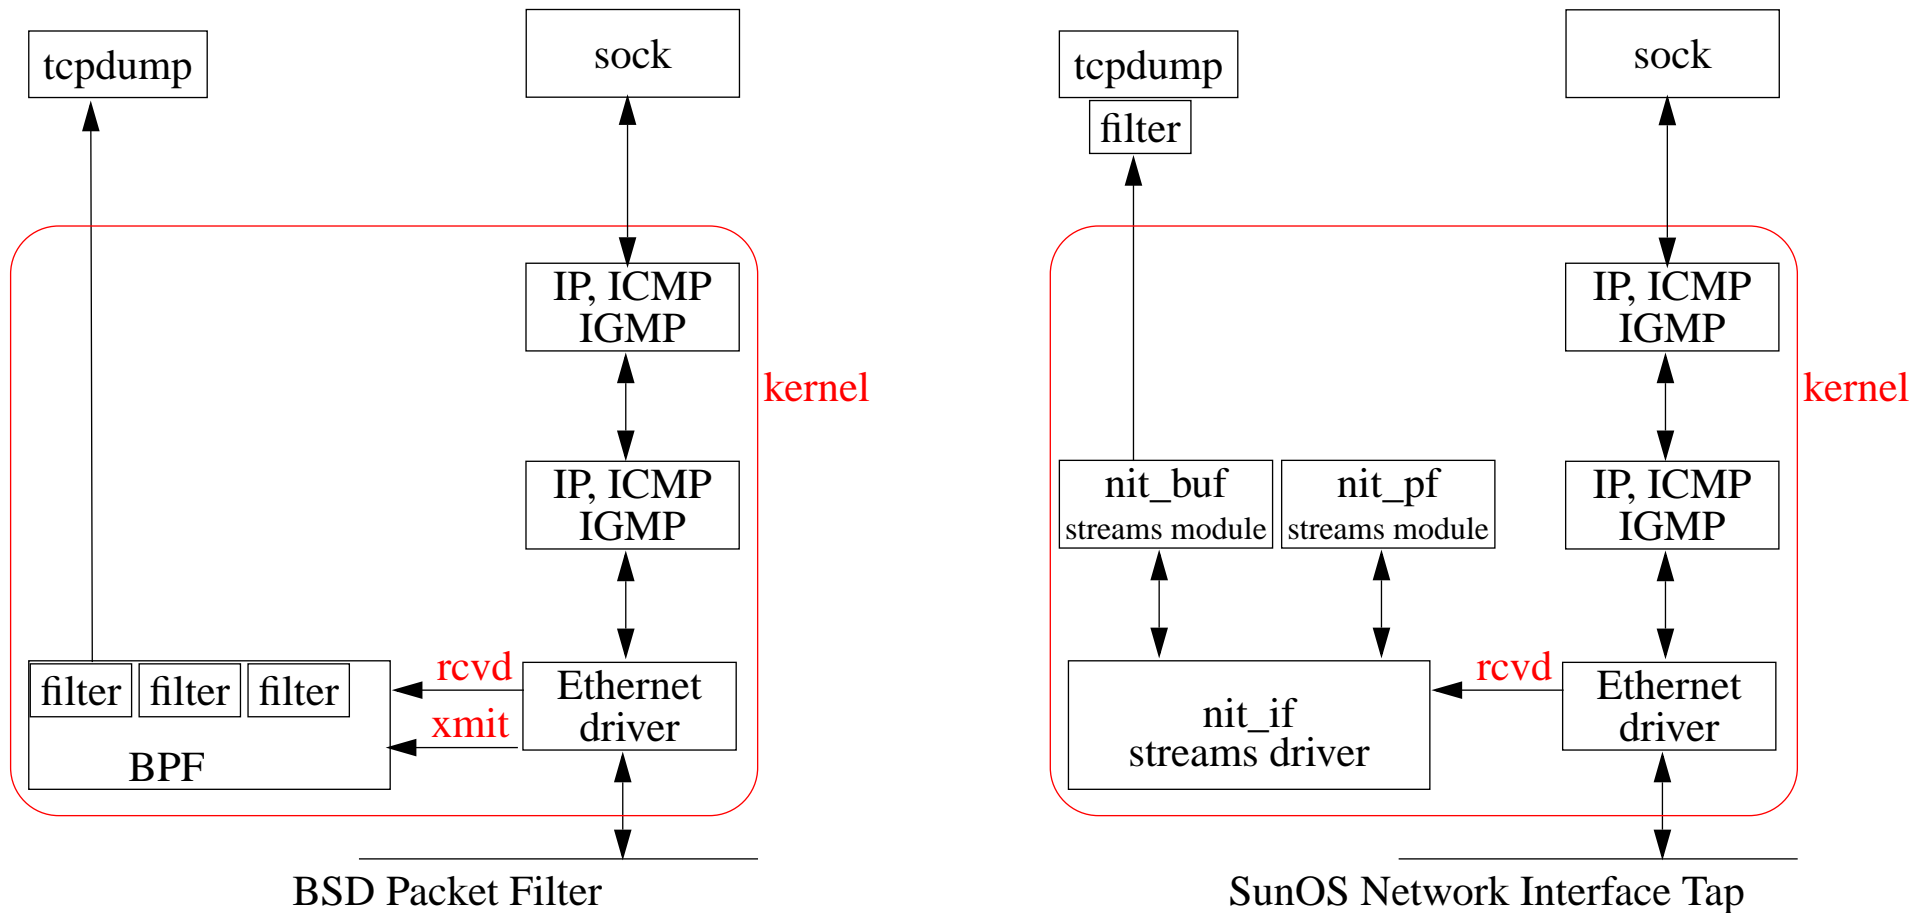 tcpdump
sock
IP, ICMP
IGMP
kernel
IP, ICMP
IGMP
filter
filter
filter
BPF
rcvd
xmit
Ethernet
driver
BSD Packet Filter
tcpdump
filter
sock
IP, ICMP
IGMP
kernel
nit_buf
streams module
nit_pf
streams module
IP, ICMP
IGMP
nit_if
streams driver
rcvd
Ethernet
driver
SunOS Network Interface Tap